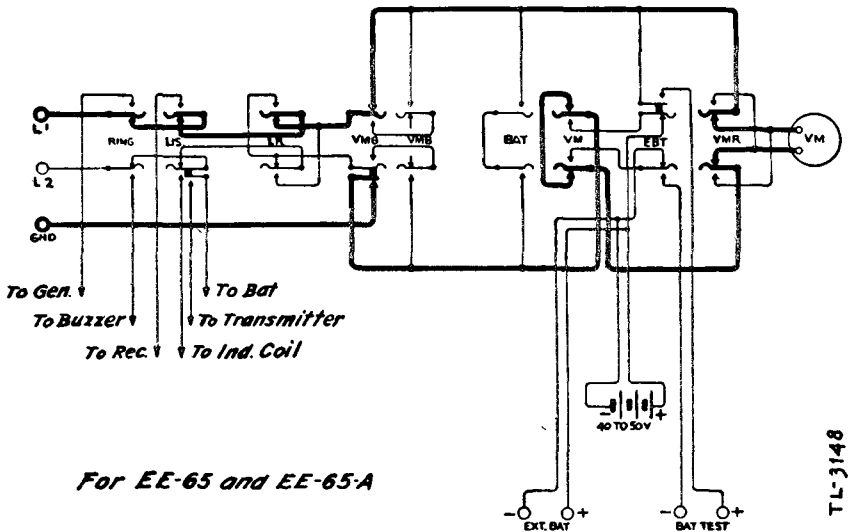 L1
RING
LIS
LR
VMG
VMB
BAT
VM
EBT
VMR
VM
L2
GND
To Gen.
To Bat
To Buzzer
To Transmitter
To Rec.
To Ind. Coil
- +
40 TO 50V
For EE-65 and EE-65-A
- +
EXT. BAT
- +
BAT TEST
TL-3148